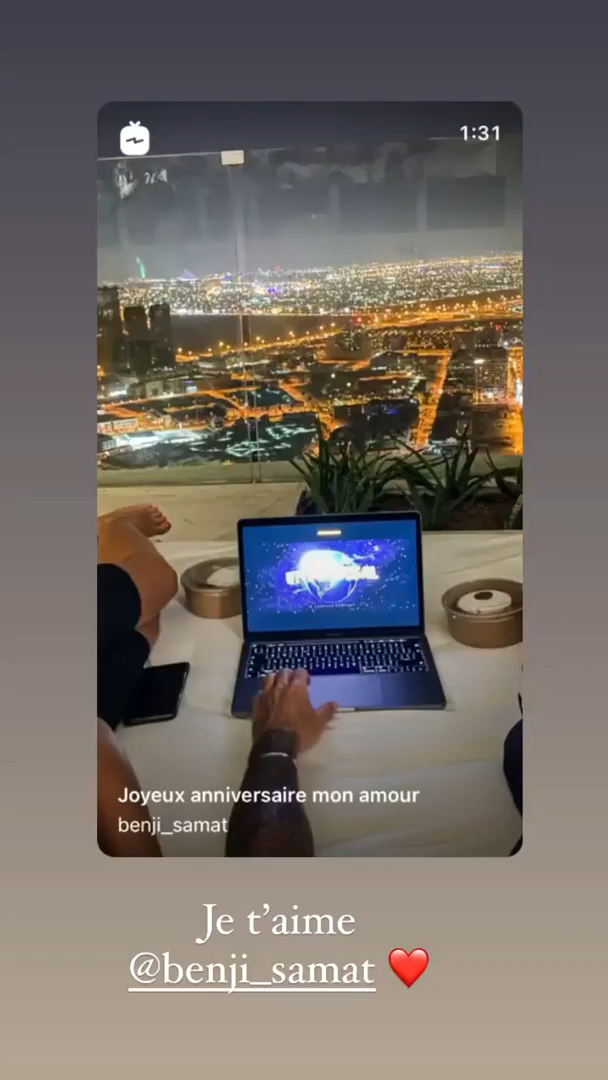 1:31
Joyeux anniversaire mon amour
benji_samat
Je t’aime
@benji_samat ❤️